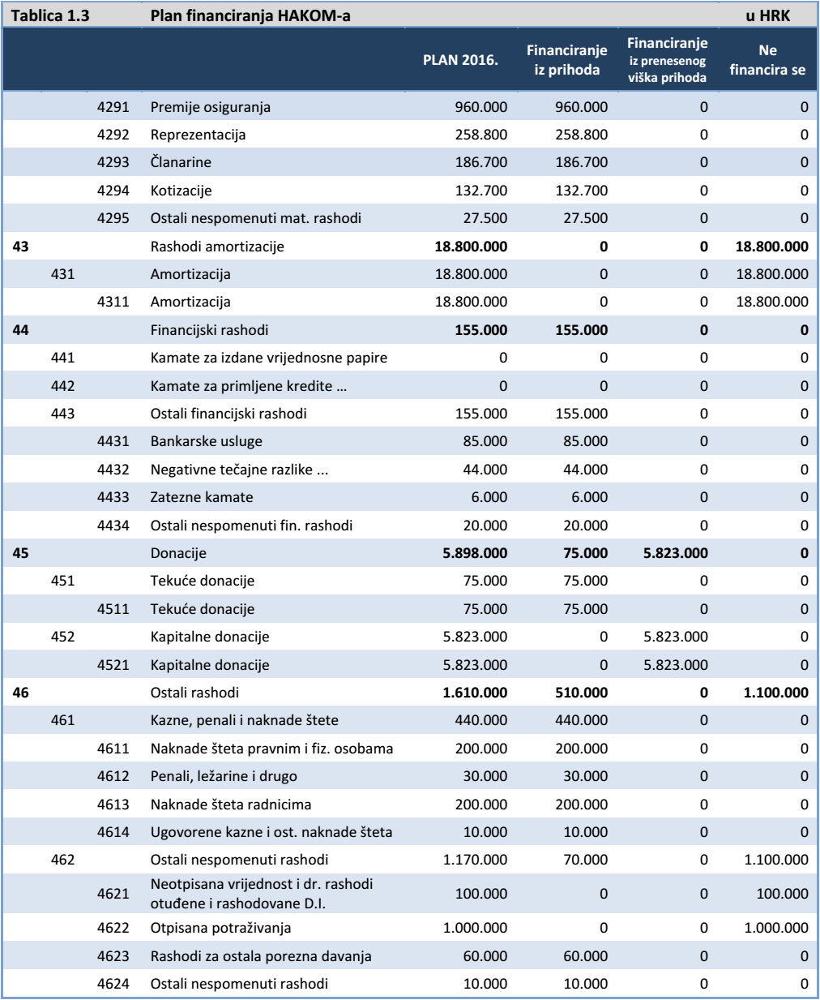 Tablica 1.3 Plan financiranja HAKOM-a u HRK
PLAN 2016. Financiranje iz prihoda Financiranje iz prenesenog viška prihoda Ne financira se
4291 Premije osiguranja 960.000 960.000 0 0
4292 Reprezentacija 258.800 258.800 0 0
4293 Članarine 186.700 186.700 0 0
4294 Kotizacije 132.700 132.700 0 0
4295 Ostali nespomenuti mat. rashodi 27.500 27.500 0 0
43 Rashodi amortizacije 18.800.000 0 0 18.800.000
431 Amortizacija 18.800.000 0 0 18.800.000
4311 Amortizacija 18.800.000 0 0 18.800.000
44 Financijski rashodi 155.000 155.000 0 0
441 Kamate za izdane vrijednosne papire 0 0 0 0
442 Kamate za primljene kredite ... 0 0 0 0
443 Ostali financijski rashodi 155.000 155.000 0 0
4431 Bankarske usluge 85.000 85.000 0 0
4432 Negativne tečajne razlike ... 44.000 44.000 0 0
4433 Zatezne kamate 6.000 6.000 0 0
4434 Ostali nespomenuti fin. rashodi 20.000 20.000 0 0
45 Donacije 5.898.000 75.000 5.823.000 0
451 Tekuće donacije 75.000 75.000 0 0
4511 Tekuće donacije 75.000 75.000 0 0
452 Kapitalne donacije 5.823.000 0 5.823.000 0
4521 Kapitalne donacije 5.823.000 0 5.823.000 0
46 Ostali rashodi 1.610.000 510.000 0 1.100.000
461 Kazne, penali i naknade štete 440.000 440.000 0 0
4611 Naknade šteta pravnim i fiz. osobama 200.000 200.000 0 0
4612 Penali, ležarine i drugo 30.000 30.000 0 0
4613 Naknade šteta radnicima 200.000 200.000 0 0
4614 Ugovorene kazne i ost. naknade šteta 10.000 10.000 0 0
462 Ostali nespomenuti rashodi 1.170.000 70.000 0 1.100.000
4621 Neotpisana vrijednost i dr. rashodi
otuđene i rashodovane D.I. 100.000 0 0 100.000
4622 Otpisana potraživanja 1.000.000 0 0 1.000.000
4623 Rashodi za ostala porezna davanja 60.000 60.000 0 0
4624 Ostali nespomenuti rashodi 10.000 10.000 0 0